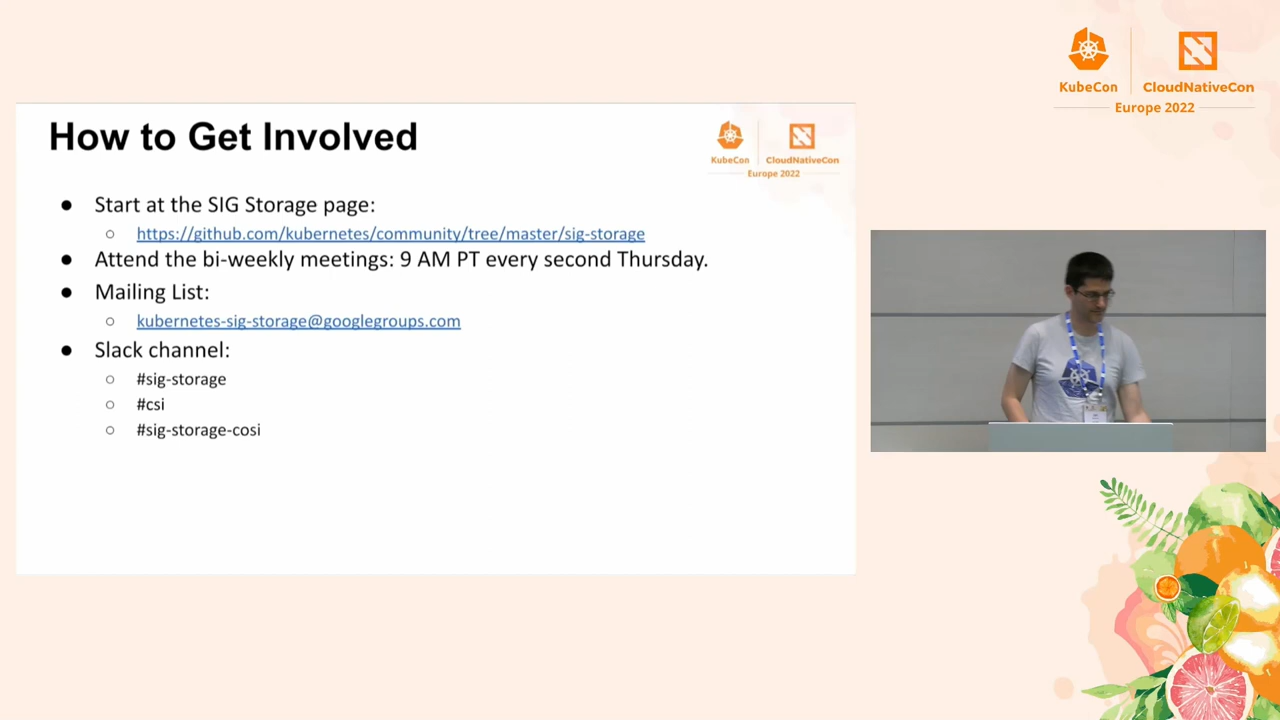 KubeCon
CloudNativeCon
Europe 2022
How to Get Involved
KubeCon
CloudNativeCon
Europe 2022
● Start at the SIG Storage page:
○ https://github.com/kubernetes/community/tree/master/sig-storage
● Attend the bi-weekly meetings: 9 AM PT every second Thursday.
● Mailing List:
○ kubernetes-sig-storage@googlegroups.com
● Slack channel:
○ #sig-storage
○ #csi
○ #sig-storage-cosi